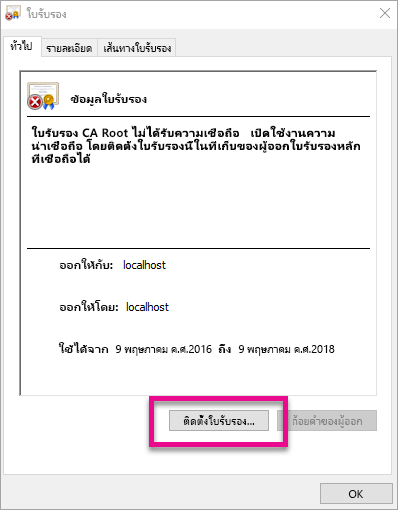 ใบรับรอง
ทั่วไป รายละเอียด เส้นทางใบรับรอง
ข้อมูลใบรับรอง
ใบรับรอง CA Root ไม่ได้รับความเชื่อถือ เปิดใช้งานความ
น่าเชื่อถือ โดยติดตั้งใบรับรองนี้ในที่เก็บของผู้ออกใบรับรองหลัก
ที่เชื่อถือได้
ออกให้กับ: localhost
ออกให้โดย: localhost
ใช้ได้จาก 9 พฤษภาคม ค.ศ.2016 ถึง 9 พฤษภาคม ค.ศ.2018
ติดตั้งใบรับรอง... ถ้อยคำของผู้ออก
OK